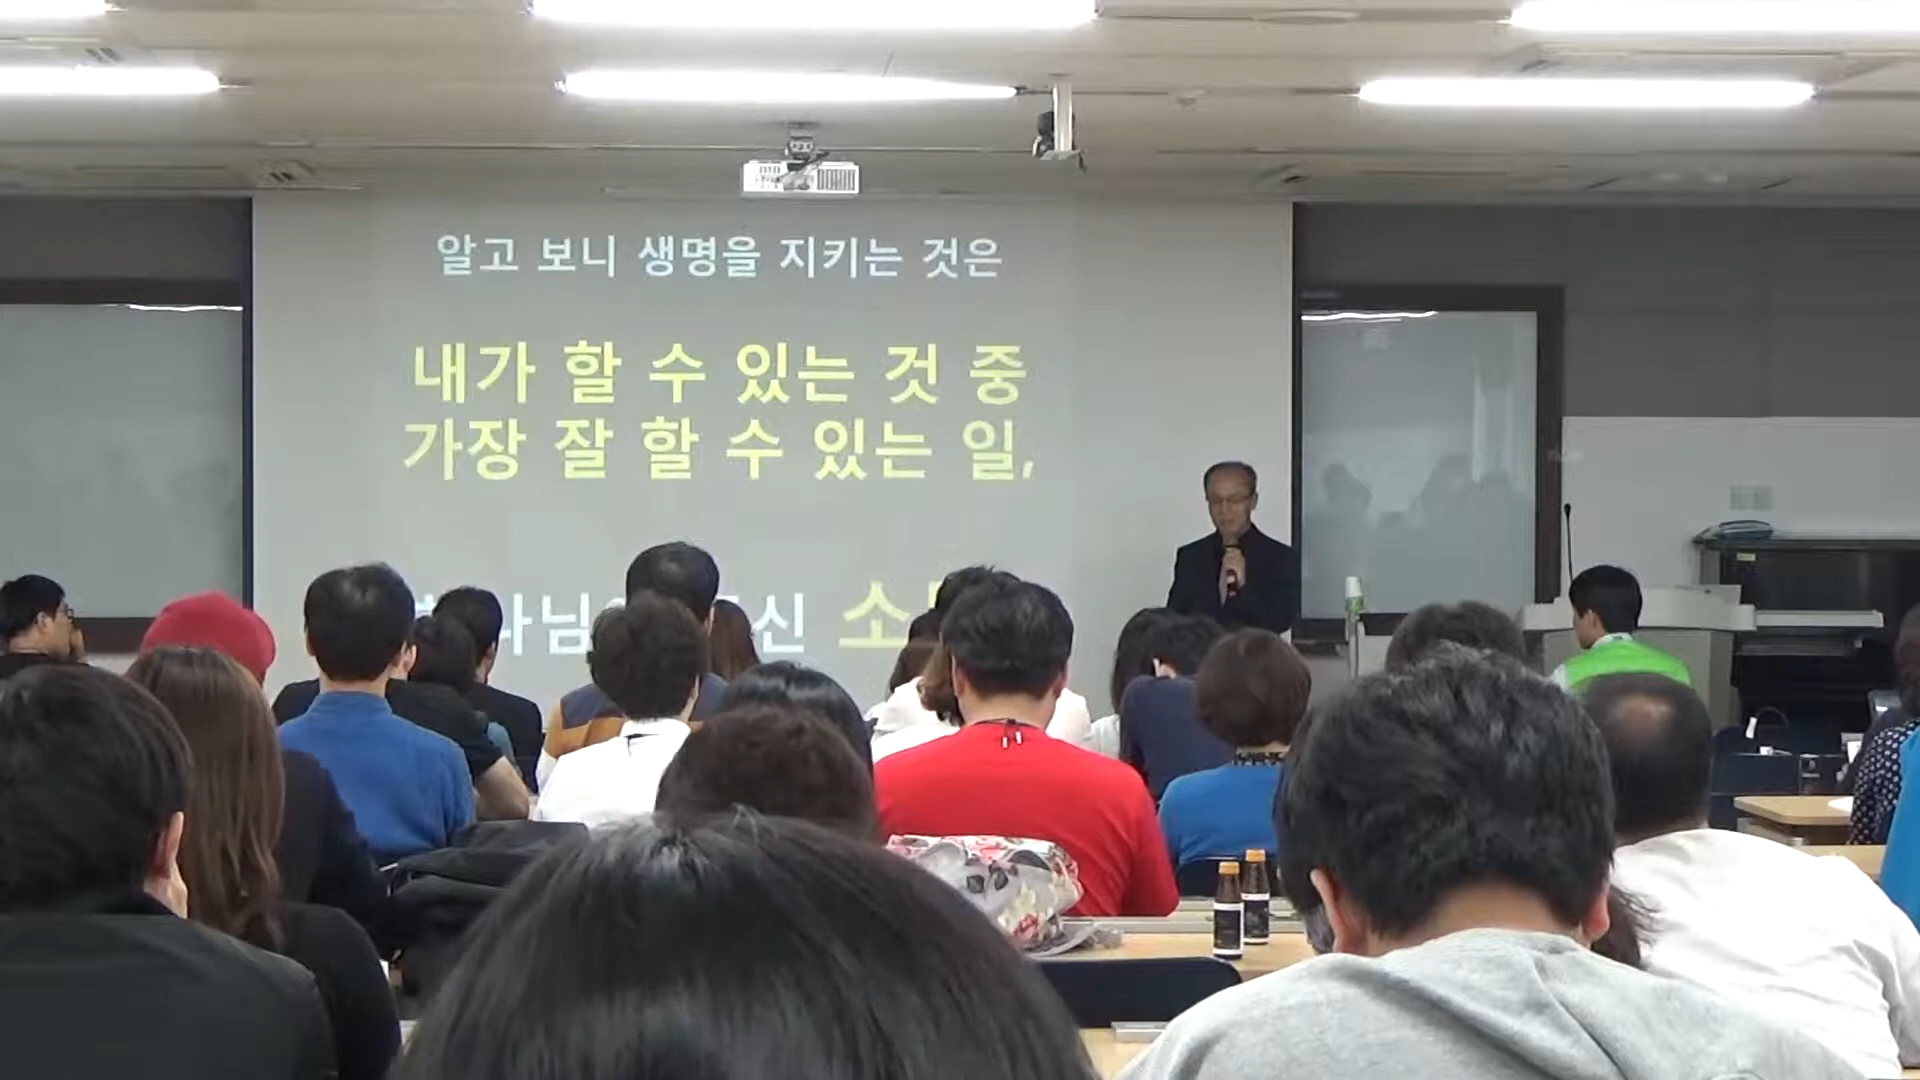 알고 보니 생명을 지키는 것은
내가 할 수 있는 것 중
가장 잘 할 수 있는 일,